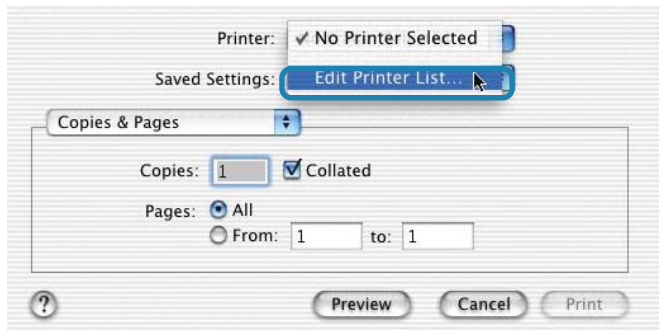 Printer: ✓ No Printer Selected
Saved Settings: Edit Printer List...
Copies & Pages
Copies: 1 Collated
Pages: All
From: 1 to: 1
? Preview Cancel Print